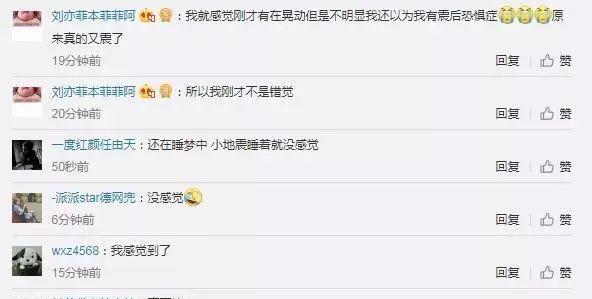 刘亦菲本菲菲阿：我就感觉刚才有在晃动但是不明显我还以为我有震后恐惧症原
来真的又震了
19分钟前 回复 赞
刘亦菲本菲菲阿：所以我刚才不是错觉
20分钟前 回复 赞
一度红颜任由天：还在睡梦中 小地震睡着就没感觉
50秒前 回复 赞
-派派star德网兜：没感觉
6分钟前 回复 赞
wxz4568：我感觉到了
15分钟前 回复 赞